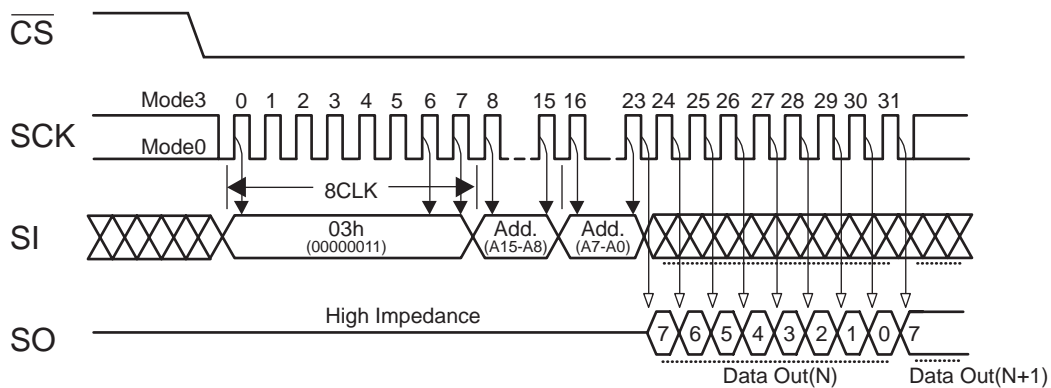 CS
Mode3 0 1 2 3 4 5 6 7 8 15 16 23 24 25 26 27 28 29 30 31
SCK
Mode0
8CLK
SI
03h Add. Add.
(00000011) (A15-A8) (A7-A0)
High Impedance
SO
7 6 5 4 3 2 1 0 7
Data Out(N) Data Out(N+1)